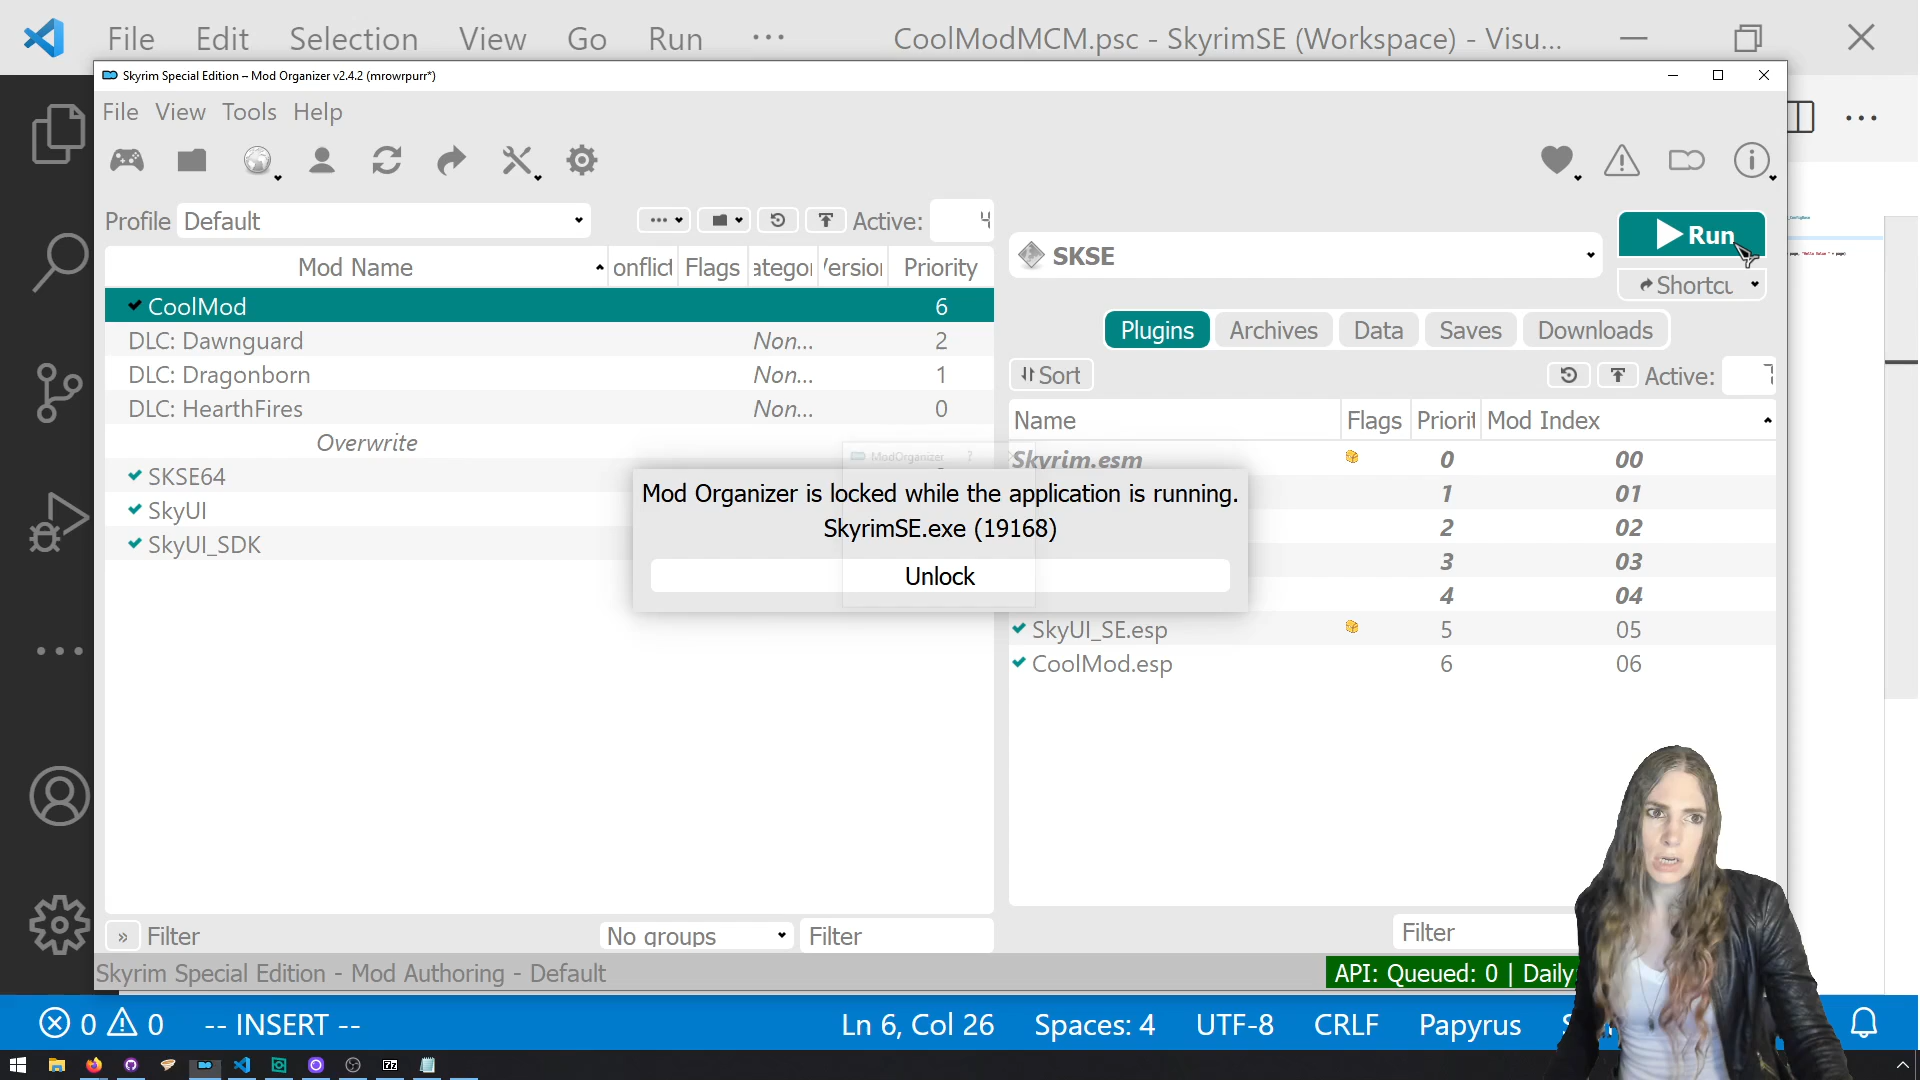 File Edit Selection View Go Run ··· CoolModMCM.psc - SkyrimSE (Workspace) - Visu...
Skyrim Special Edition – Mod Organizer v2.4.2 (mrowrpurr*)
File View Tools Help
Profile Default Active: 4
SKSE
Run
Shortcu
Mod Name onflict Flags atego Version Priority
CoolMod 6
DLC: Dawnguard Non... 2
DLC: Dragonborn Non... 1
DLC: HearthFires Non... 0
Overwrite
SKSE64
SkyUI
SkyUI_SDK
Plugins Archives Data Saves Downloads
Sort Active: 7
Name Flags Priorit Mod Index
Skyrim.esm 0 00
1 01
2 02
3 03
4 04
SkyUI_SE.esp 5 05
CoolMod.esp 6 06
ModOrganizer ?
Mod Organizer is locked while the application is running.
SkyrimSE.exe (19168)
Unlock
» Filter No groups Filter
Filter
Skyrim Special Edition - Mod Authoring - Default API: Queued: 0 | Daily:
0 0 -- INSERT -- Ln 6, Col 26 Spaces: 4 UTF-8 CRLF Papyrus